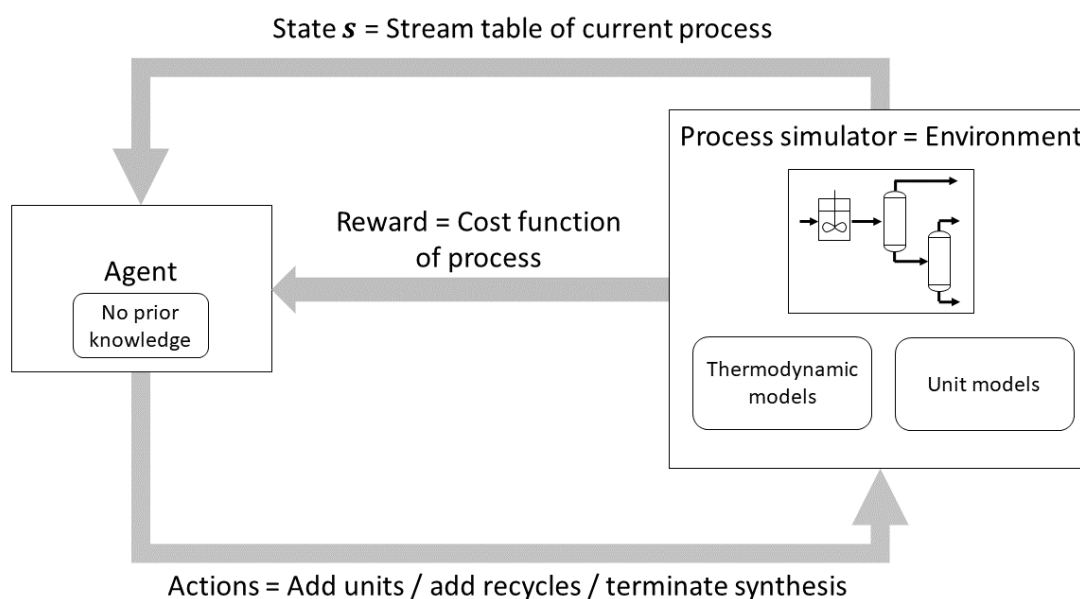 State s = Stream table of current process
Process simulator = Environment
Reward = Cost function
of process
Agent
No prior
knowledge
Thermodynamic
models
Unit models
Actions = Add units / add recycles / terminate synthesis